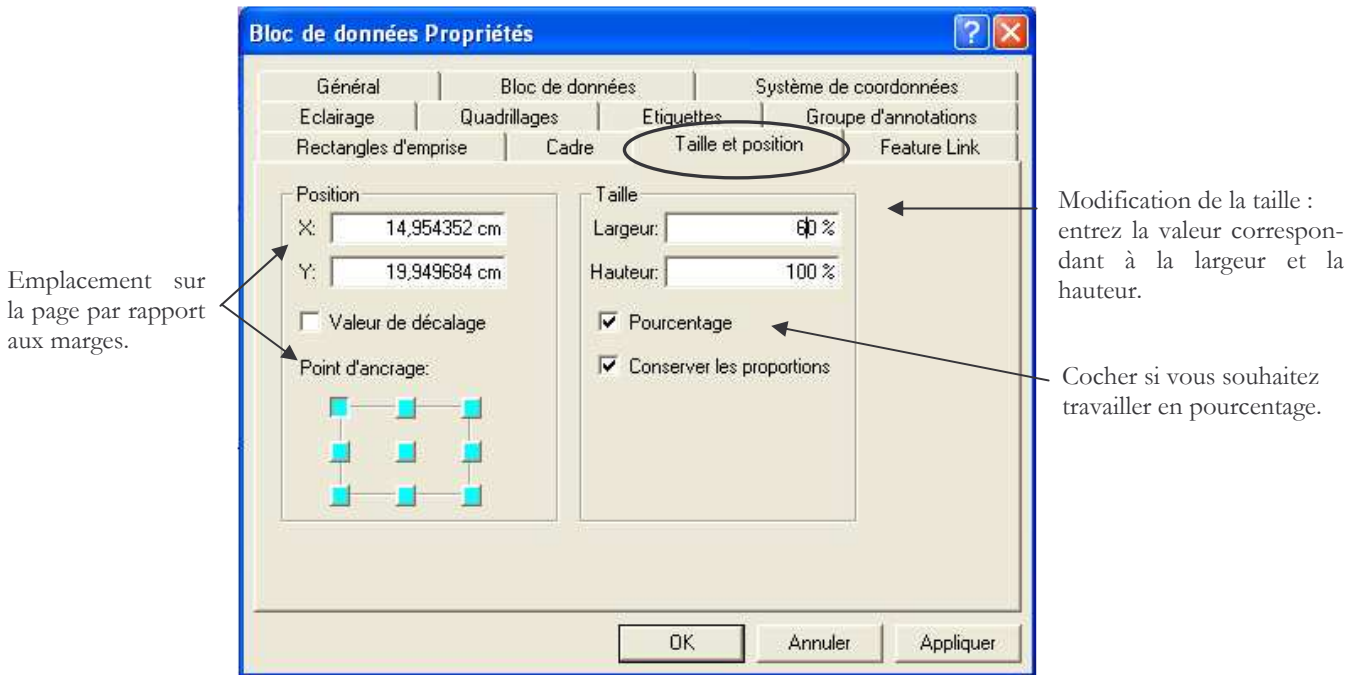 Bloc de données Propriétés
Général
Bloc de données
Système de coordonnées
Eclairage
Quadrillages
Etiquettes
Groupe d'annotations
Rectangles d'emprise
Cadre
Taille et position
Feature Link
Position
X: 14,954352 cm
Y: 19,949684 cm
Valeur de décalage
Point d'ancrage:
Taille
Largeur: 60 %
Hauteur: 100 %
Pourcentage
Conserver les proportions
OK
Annuler
Appliquer
Emplacement sur
la page par rapport
aux marges.
Modification de la taille :
entrez la valeur correspon-
dant à la largeur et la
hauteur.
Cocher si vous souhaitez
travailler en pourcentage.